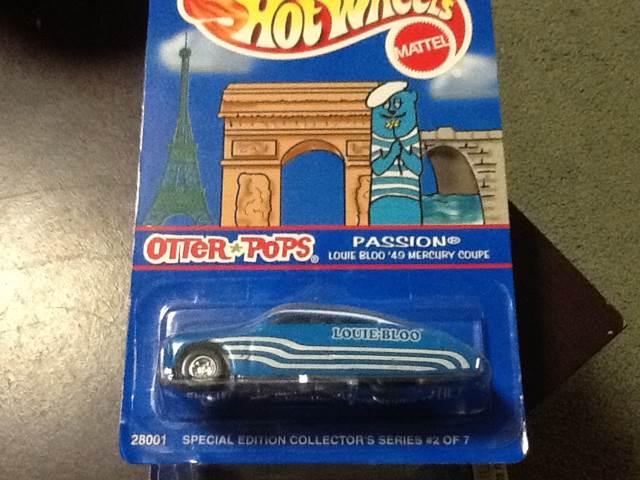 HOT WHEELS
MATTEL
OTTER★POPS®
PASSION®
LOUIE BLOO '49 MERCURY COUPE
LOUIE BLOO™
28001 SPECIAL EDITION COLLECTOR'S SERIES #2 OF 7